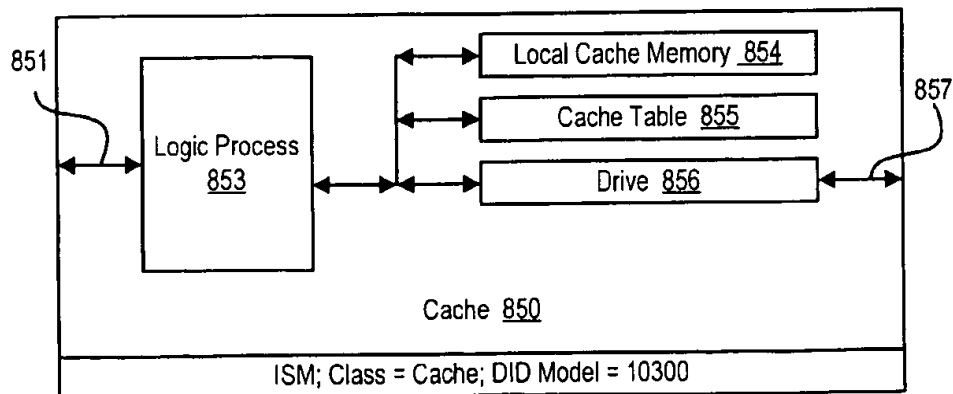 851
Logic Process
853
Local Cache Memory 854
Cache Table 855
Drive 856
857
Cache 850
ISM; Class = Cache; DID Model = 10300